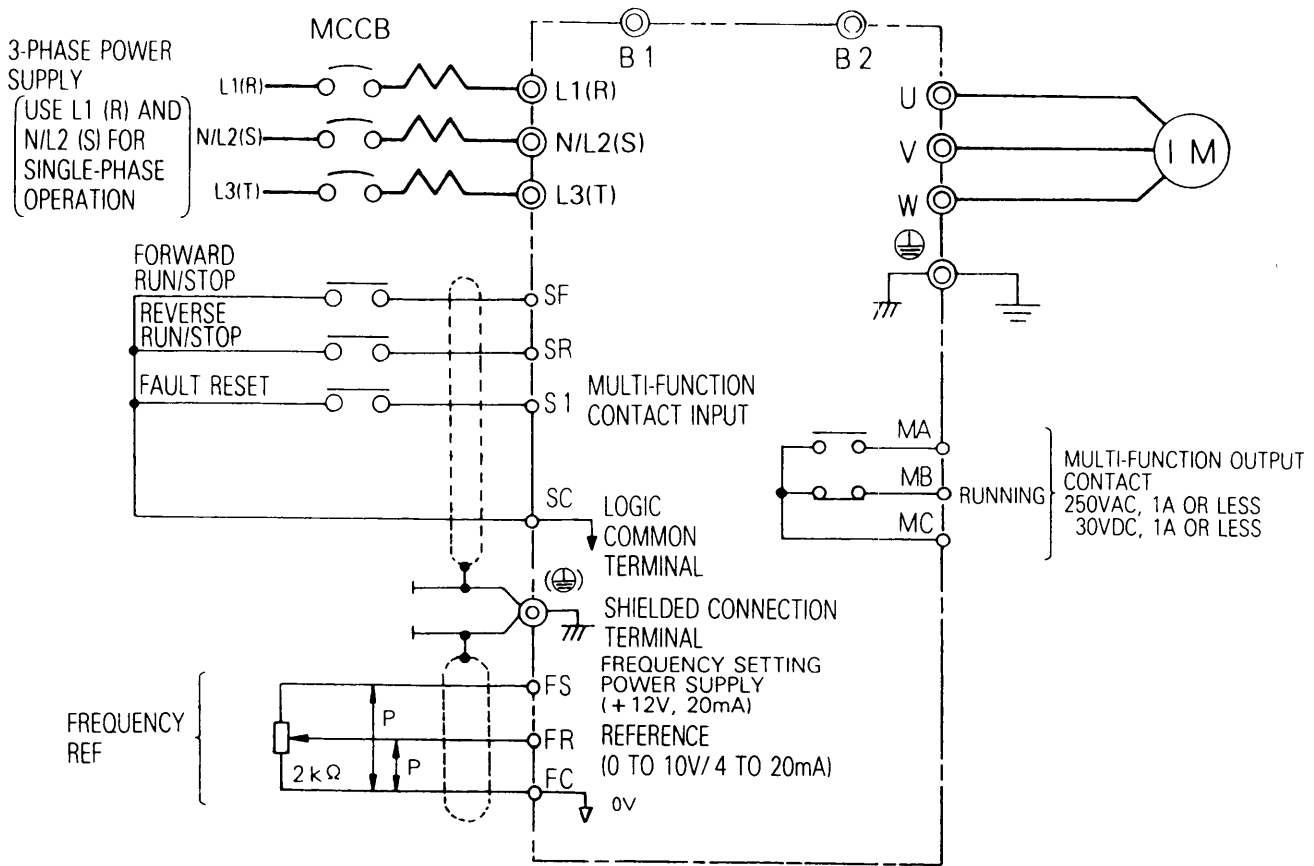 MCCB
3-PHASE POWER
SUPPLY
USE L1 (R) AND
N/L2 (S) FOR
SINGLE-PHASE
OPERATION
L1(R)
N/L2(S)
L3(T)
L1(R)
N/L2(S)
L3(T)
B 1
B 2
U
V
W
I M
FORWARD
RUN/STOP
REVERSE
RUN/STOP
FAULT RESET
SF
SR
S1
MULTI-FUNCTION
CONTACT INPUT
SC
LOGIC
COMMON
TERMINAL
SHIELDED CONNECTION
TERMINAL
MA
MB
MC
RUNNING
MULTI-FUNCTION OUTPUT
CONTACT
250VAC, 1A OR LESS
30VDC, 1A OR LESS
FREQUENCY
REF
2 k Ω
P
P
FS
FR
FC
FREQUENCY SETTING
POWER SUPPLY
(+12V, 20mA)
REFERENCE
(0 TO 10V/ 4 TO 20mA)
0V